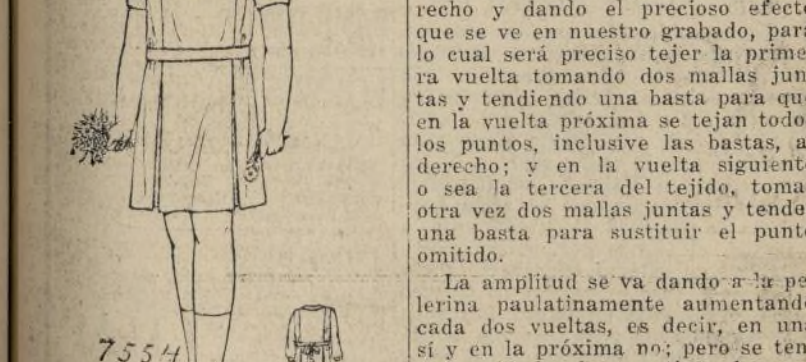 recho y dando el precioso efect
que se ve en nuestro grabado, par
lo cual será preciso tejer la prime
ra vuelta tomando dos mallas jun
tas y tendiendo una basta para qu
en la vuelta próxima se tejan todo
los puntos, inclusive las bastas, a
derecho; y en la vuelta siguient
o sea la tercera del tejido, toma
otra vez dos mallas juntas y tende
una basta para sustituir el punt
omitido.
La amplitud se va dando a la pe
lerina paulatinamente aumentand
cada dos vueltas, es decir, en un
sí y en la próxima no; pero se ten
7554